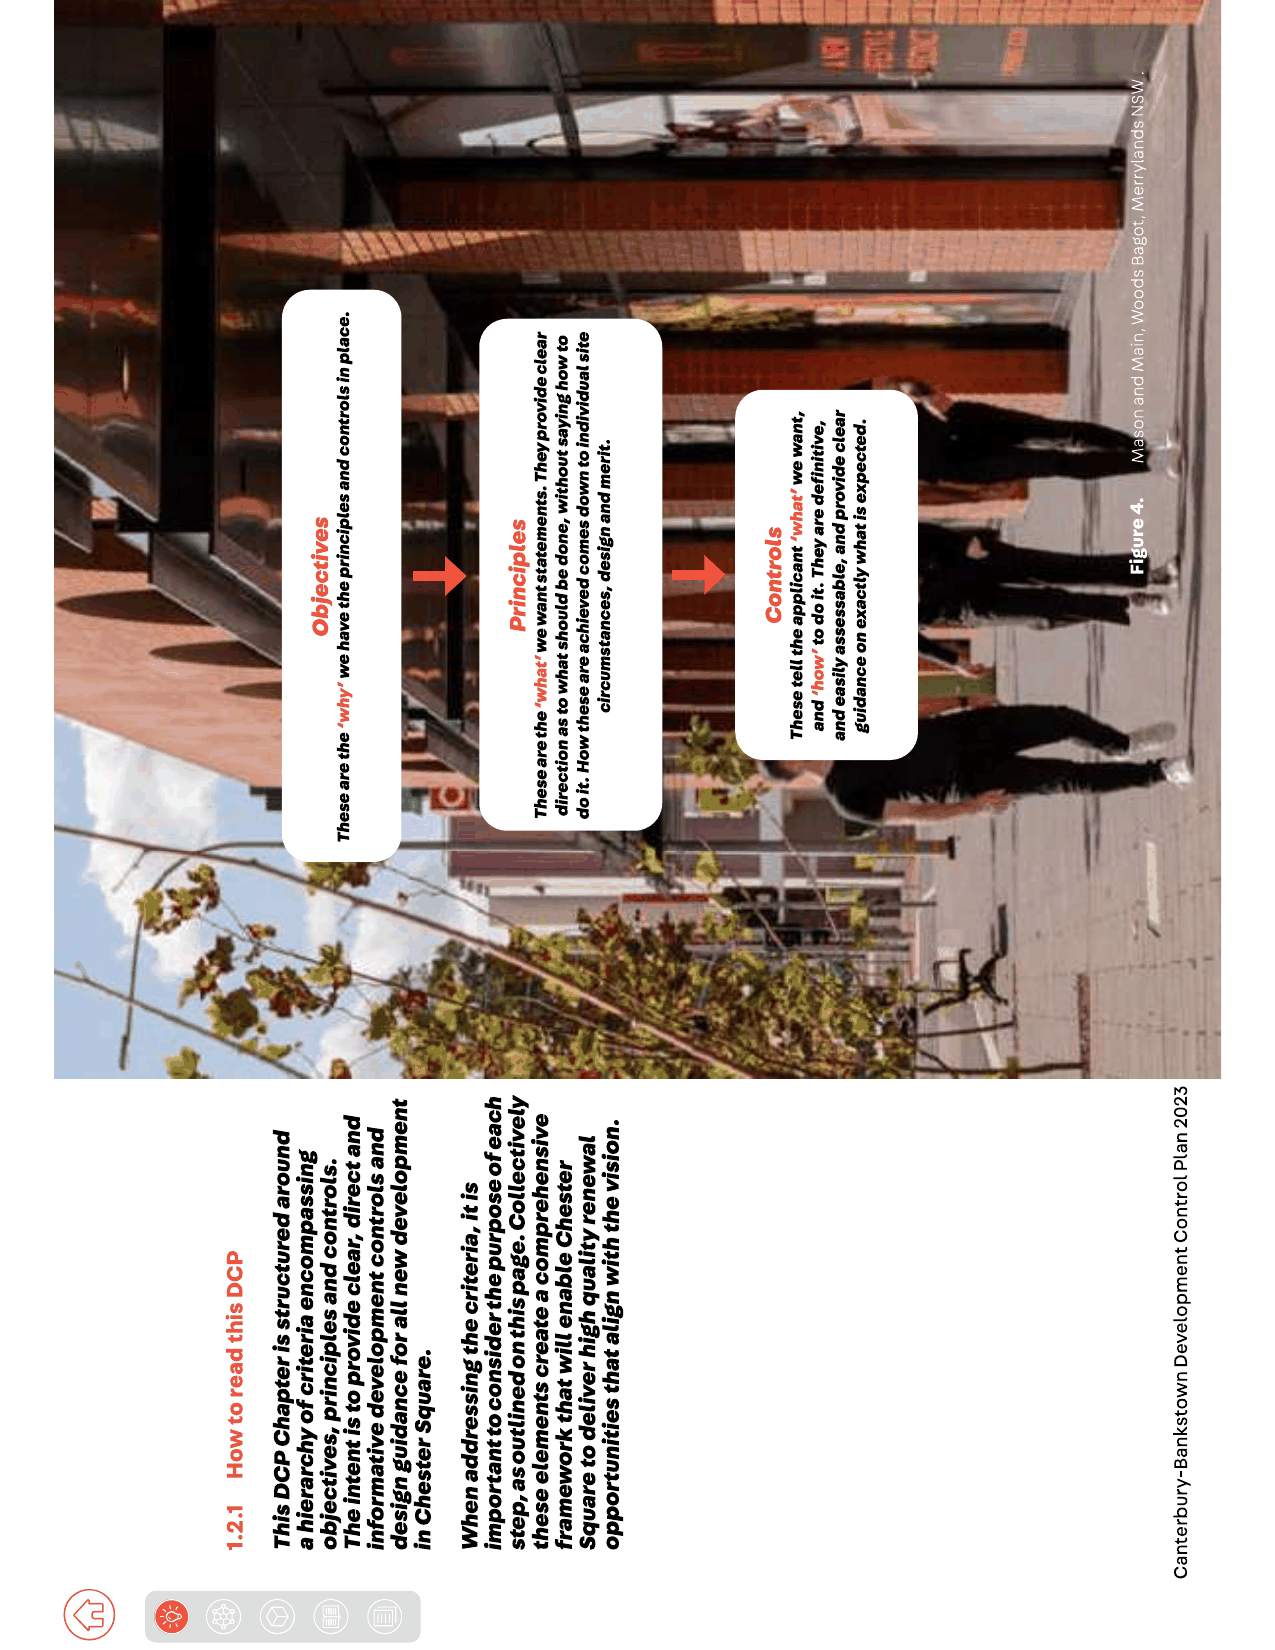 1.2.1 How to read this DCP
This DCP Chapter is structured around
a hierarchy of criteria encompassing
objectives, principles and controls.
The intent is to provide clear, direct and
informative development controls and
design guidance for all new development
in Chester Square.
When addressing the criteria, it is
important to consider the purpose of each
step, as outlined on this page. Collectively
these elements create a comprehensive
framework that will enable Chester
Square to deliver high quality renewal
opportunities that align with the vision.
Objectives
These are the ‘why’ we have the principles and controls in place.
Principles
These are the ‘what’ we want statements. They provide clear
direction as to what should be done, without saying how to
do it. How these are achieved comes down to individual site
circumstances, design and merit.
Controls
These tell the applicant ‘what’ we want,
and ‘how’ to do it. They are definitive,
and easily assessable, and provide clear
guidance on exactly what is expected.
Figure 4. Mason and Main, Woods Bagot, Merrylands NSW .
Canterbury-Bankstown Development Control Plan 2023